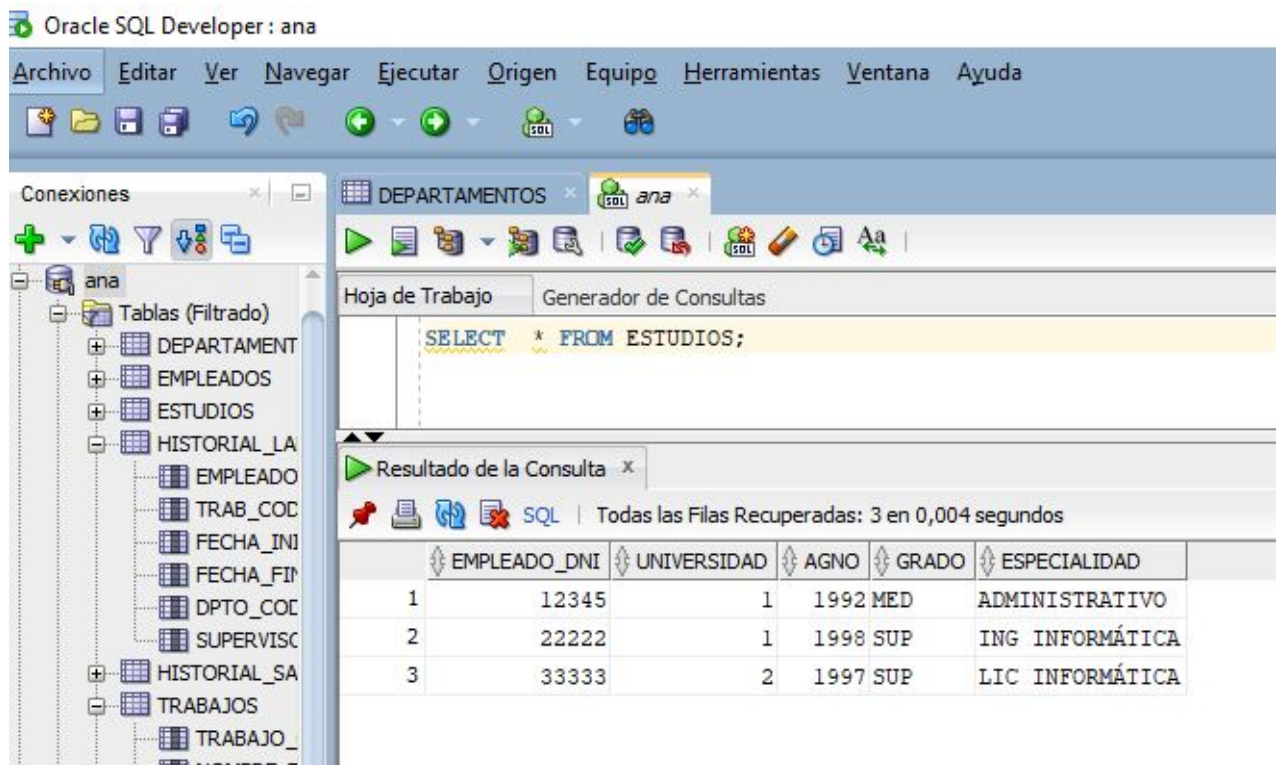 Oracle SQL Developer : ana
Archivo Editar Ver Navegar Ejecutar Origen Equipo Herramientas Ventana Ayuda
Conexiones
ana
Tablas (Filtrado)
DEPARTAMENT
EMPLEADOS
ESTUDIOS
HISTORIAL_LA
EMPLEADO
TRAB_COD
FECHA_INI
FECHA_FIN
DPTO_COD
SUPERVISO
HISTORIAL_SA
TRABAJOS
TRABAJO_
DEPARTAMENTOS ana
Hoja de Trabajo Generador de Consultas
SELECT * FROM ESTUDIOS;
Resultado de la Consulta
SQL | Todas las Filas Recuperadas: 3 en 0,004 segundos
EMPLEADO_DNI UNIVERSIDAD AGNO GRADO ESPECIALIDAD
1 12345 1 1992 MED ADMINISTRATIVO
2 22222 1 1998 SUP ING INFORMÁTICA
3 33333 2 1997 SUP LIC INFORMÁTICA